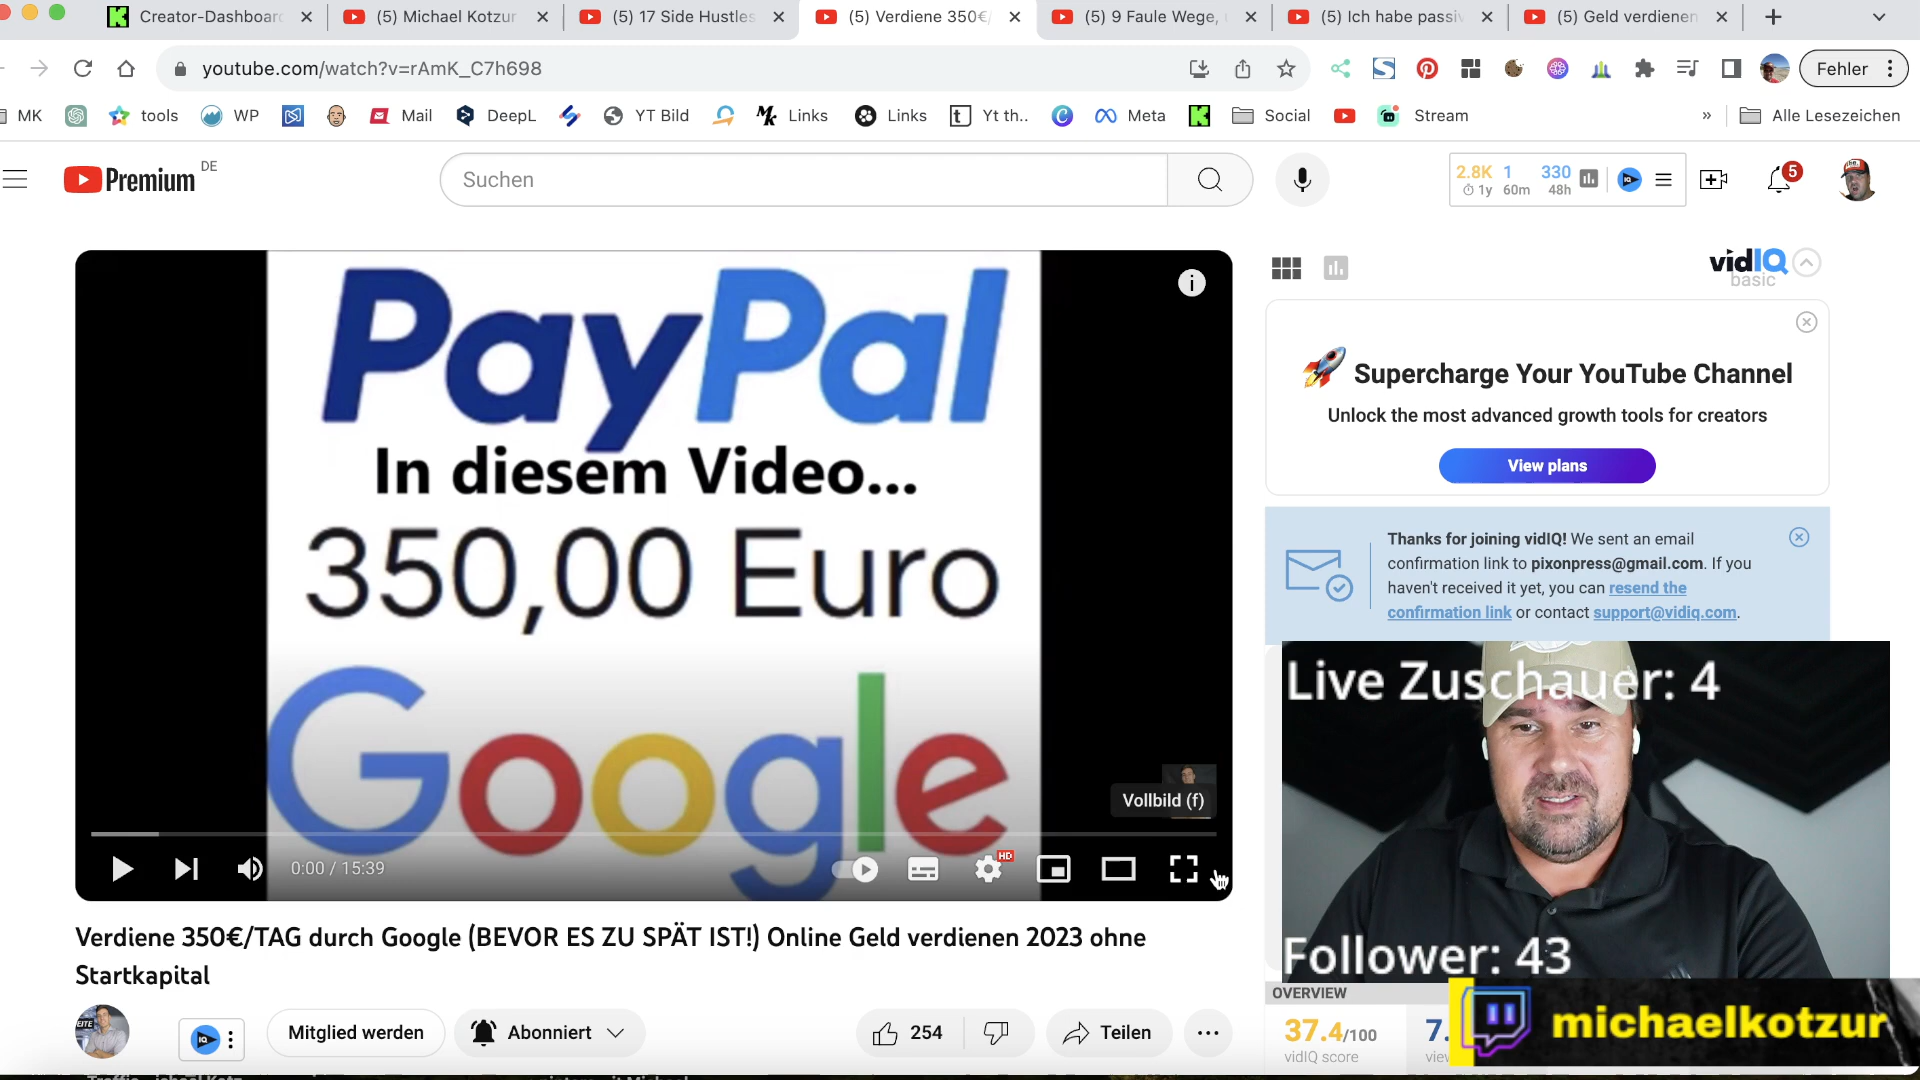 Creator-Dashboard
(5) Michael Kotzur
(5) 17 Side Hustles
(5) Verdiene 350€/
(5) 9 Faule Wege,
(5) Ich habe passiv
(5) Geld verdienen
youtube.com/watch?v=rAmK_C7h698
Fehler
MK
tools
WP
Mail
DeepL
YT Bild
Links
Links
Yt th..
Meta
Social
Stream
»
Alle Lesezeichen
Premium DE
Suchen
2.8K 1 330
1y 60m 48h
5
PayPal
In diesem Video...
350,00 Euro
Google
Vollbild (f)
0:00 / 15:39
HD
vidIQ
basic
Supercharge Your YouTube Channel
Unlock the most advanced growth tools for creators
View plans
Thanks for joining vidIQ! We sent an email
confirmation link to pixonpress@gmail.com. If you
haven't received it yet, you can resend the
confirmation link or contact support@vidiq.com.
Live Zuschauer: 4
Follower: 43
Verdiene 350€/TAG durch Google (BEVOR ES ZU SPÄT IST!) Online Geld verdienen 2023 ohne
Startkapital
Mitglied werden
Abonniert
254
Teilen
OVERVIEW
37.4/100
vidIQ score
7.
michaelkotzur